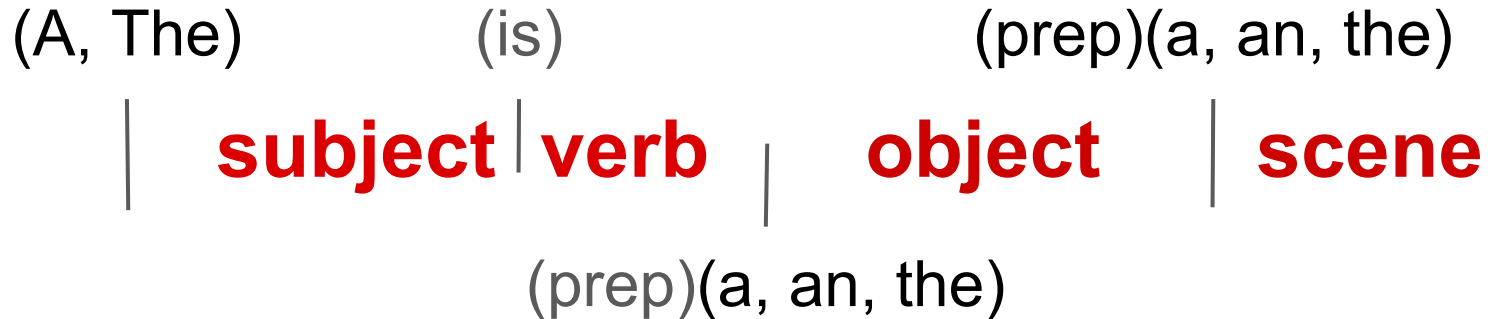 (A, The) (is) (prep)(a, an, the)
subject verb object scene
(prep)(a, an, the)